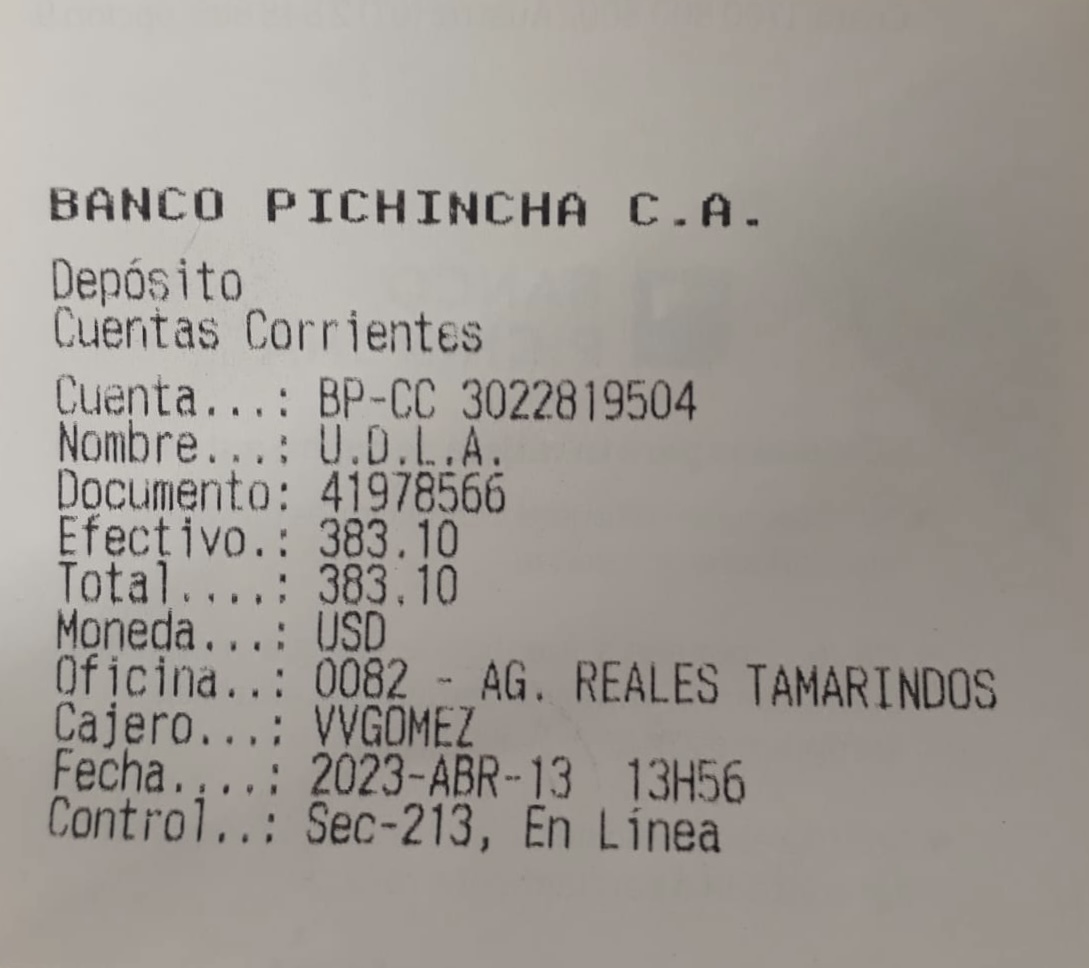 BANCO PICHINCHA C.A.
Depósito
Cuentas Corrientes
Cuenta...: BP-CC 3022819504
Nombre...: U.D.L.A.
Documento: 41978566
Efectivo.: 383.10
Total....: 383.10
Moneda...: USD
Oficina..: 0082 - AG. REALES TAMARINDOS
Cajero...: VVGOMEZ
Fecha....: 2023-ABR-13 13H56
Control..: Sec-213, En Línea